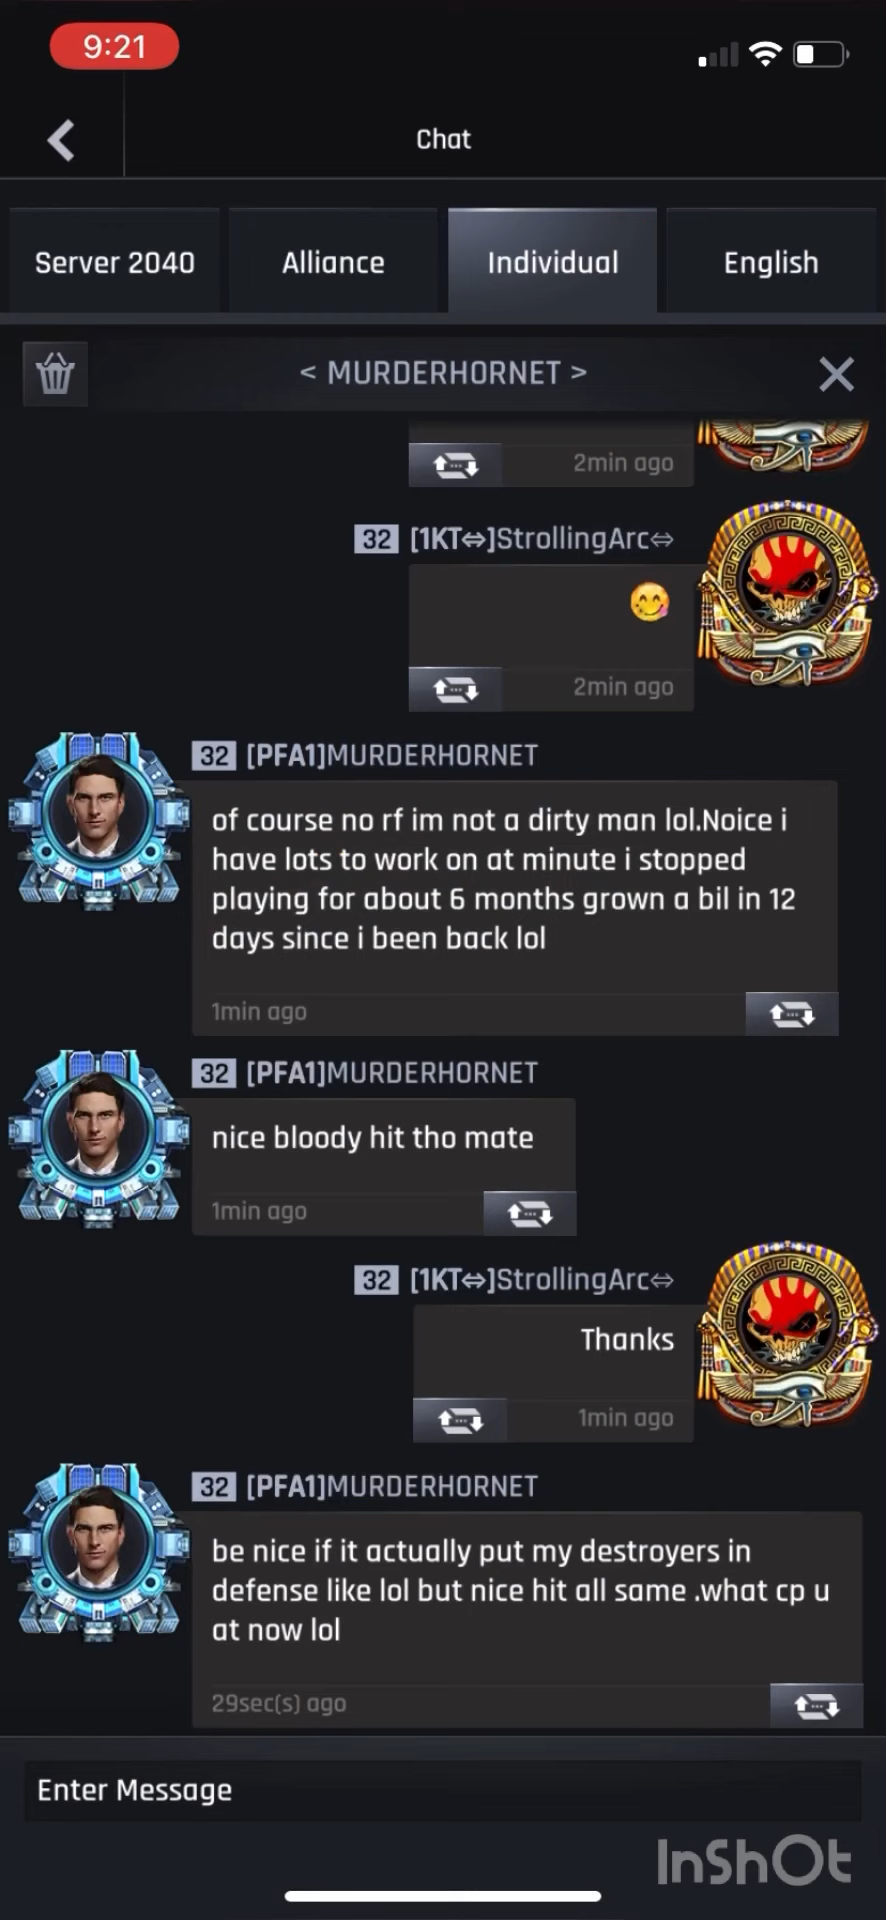 9:21
Chat
Server 2040
Alliance
Individual
English
< MURDERHORNET >
2min ago
32 [1KT⇔]StrollingArc⇔
2min ago
32 [PFA1]MURDERHORNET
of course no rf im not a dirty man lol.Noice i
have lots to work on at minute i stopped
playing for about 6 months grown a bil in 12
days since i been back lol
1min ago
32 [PFA1]MURDERHORNET
nice bloody hit tho mate
1min ago
32 [1KT⇔]StrollingArc⇔
Thanks
1min ago
32 [PFA1]MURDERHORNET
be nice if it actually put my destroyers in
defense like lol but nice hit all same .what cp u
at now lol
29sec(s) ago
Enter Message
InShOt